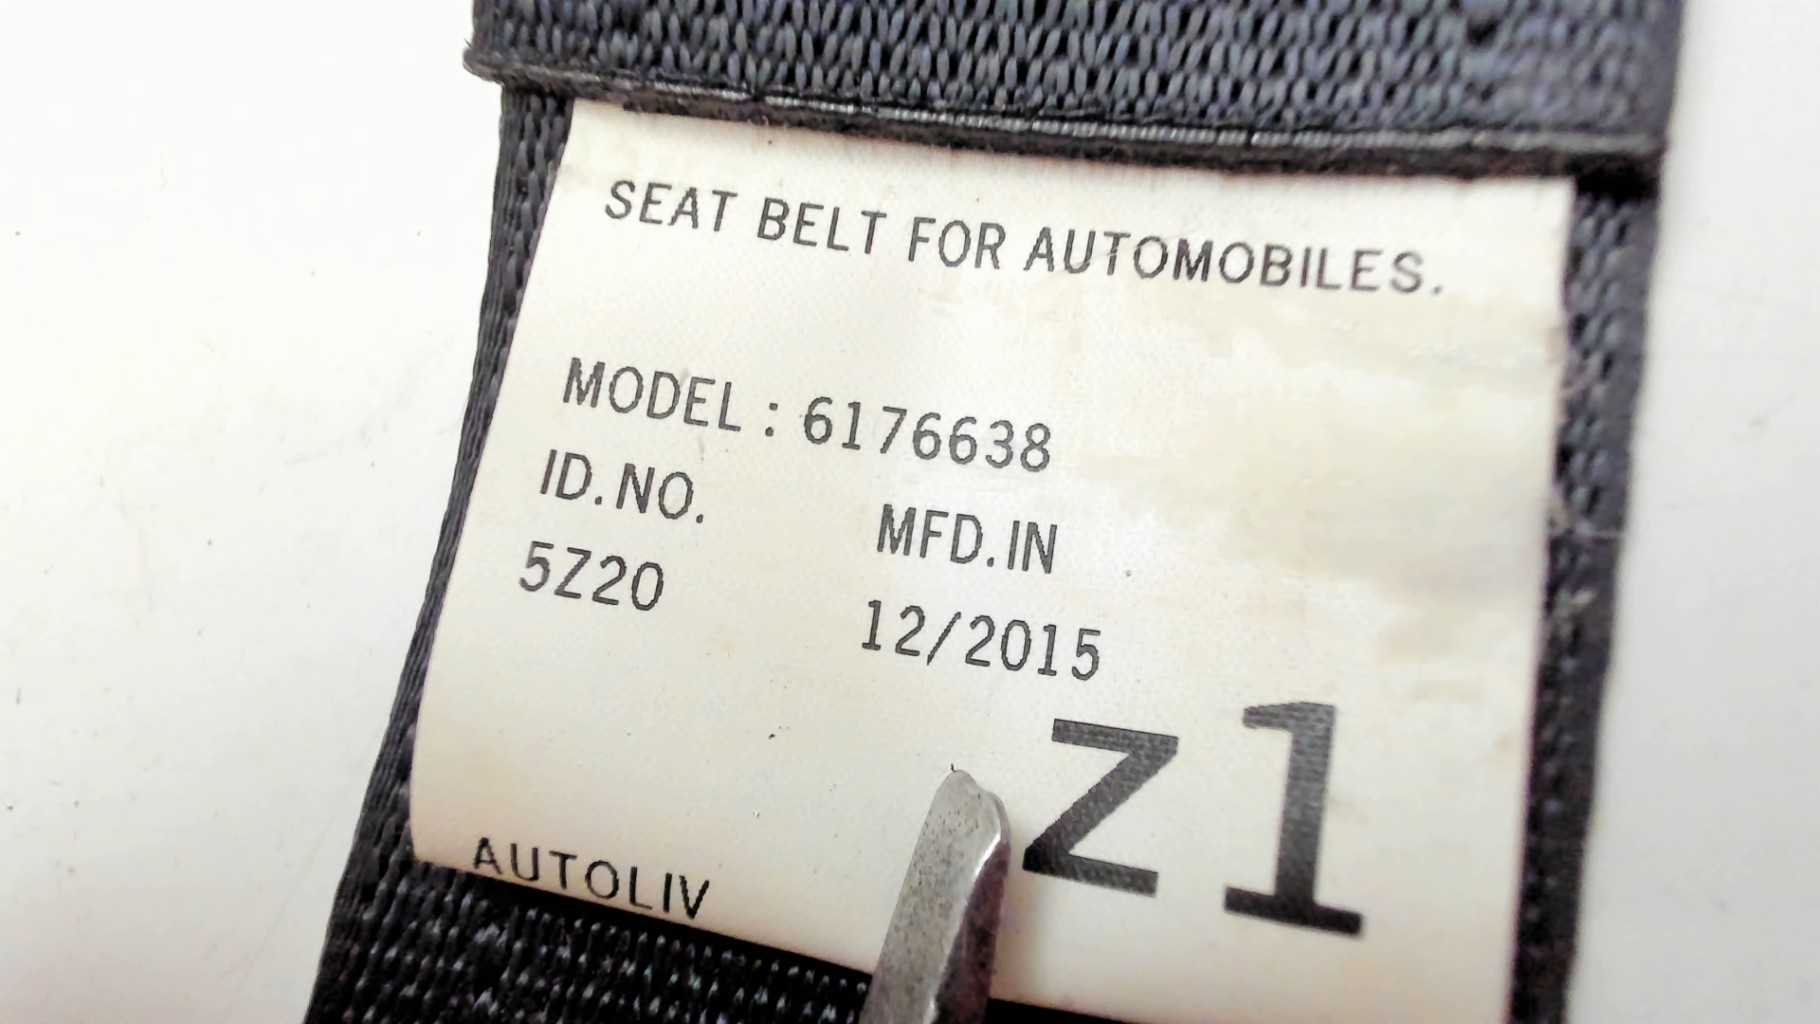 SEAT BELT FOR AUTOMOBILES.
MODEL : 6176638
ID.NO. MFD.IN
5Z20 12/2015
Z1
AUTOLIV